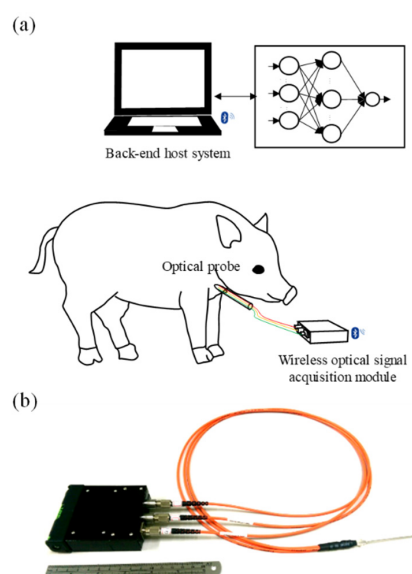 (a)
Back-end host system
Optical probe
Wireless optical signal
acquisition module
(b)